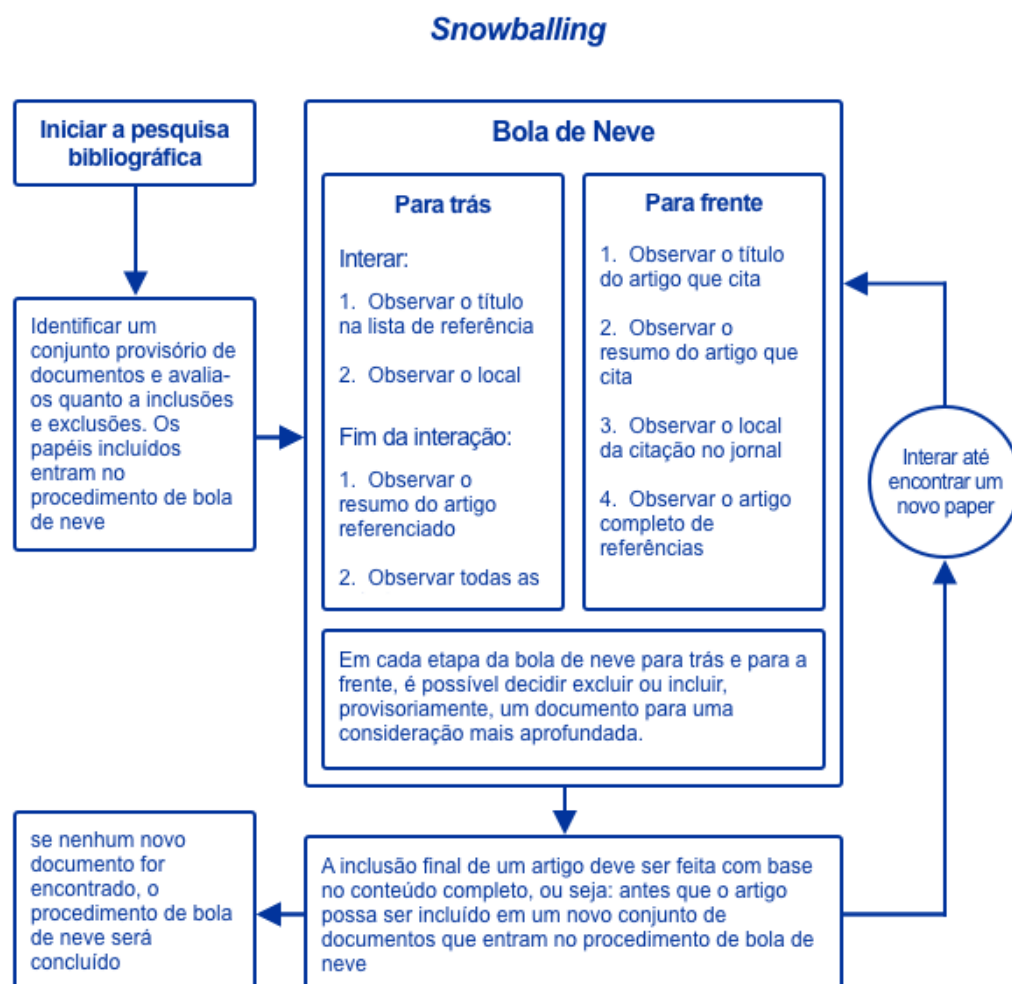 Snowballing
Iniciar a pesquisa
bibliográfica
Identificar um
conjunto provisório de
documentos e avalia-
os quanto a inclusões
e exclusões. Os
papéis incluídos
entram no
procedimento de bola
de neve
Bola de Neve
Para trás
Interar:
1. Observar o título
na lista de referência
2. Observar o local
Fim da interação:
1. Observar o
resumo do artigo
referenciado
2. Observar todas as
Para frente
1. Observar o título
do artigo que cita
2. Observar o
resumo do artigo que
cita
3. Observar o local
da citação no jornal
4. Observar o artigo
completo de
referências
Em cada etapa da bola de neve para trás e para a
frente, é possível decidir excluir ou incluir,
provisoriamente, um documento para uma
consideração mais aprofundada.
Interar até
encontrar um
novo paper
A inclusão final de um artigo deve ser feita com base
no conteúdo completo, ou seja: antes que o artigo
possa ser incluído em um novo conjunto de
documentos que entram no procedimento de bola de
neve
se nenhum novo
documento for
encontrado, o
procedimento de bola
de neve será
concluído